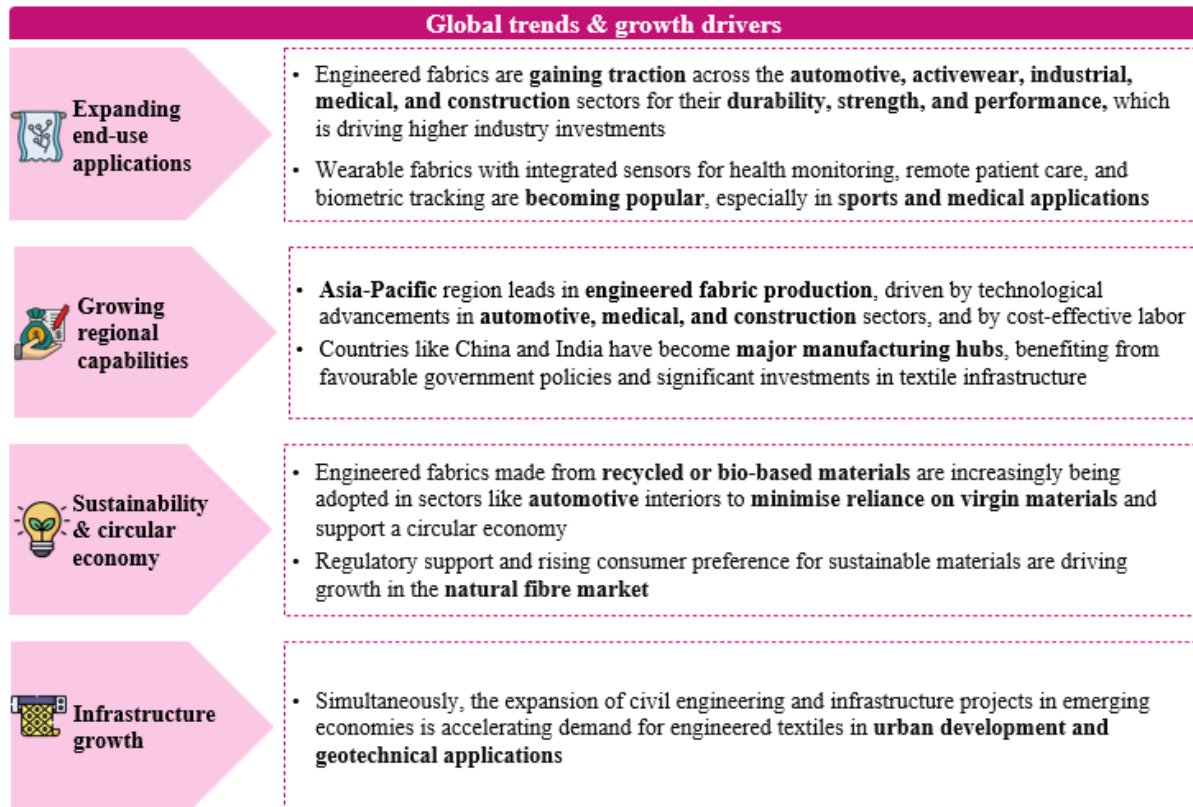 Global trends & growth drivers
Expanding
end-use
applications
• Engineered fabrics are gaining traction across the automotive, activewear, industrial,
medical, and construction sectors for their durability, strength, and performance, which
is driving higher industry investments
• Wearable fabrics with integrated sensors for health monitoring, remote patient care, and
biometric tracking are becoming popular, especially in sports and medical applications
Growing
regional
capabilities
• Asia-Pacific region leads in engineered fabric production, driven by technological
advancements in automotive, medical, and construction sectors, and by cost-effective labor
• Countries like China and India have become major manufacturing hubs, benefiting from
favourable government policies and significant investments in textile infrastructure
Sustainability
& circular
economy
• Engineered fabrics made from recycled or bio-based materials are increasingly being
adopted in sectors like automotive interiors to minimise reliance on virgin materials and
support a circular economy
• Regulatory support and rising consumer preference for sustainable materials are driving
growth in the natural fibre market
Infrastructure
growth
• Simultaneously, the expansion of civil engineering and infrastructure projects in emerging
economies is accelerating demand for engineered textiles in urban development and
geotechnical applications